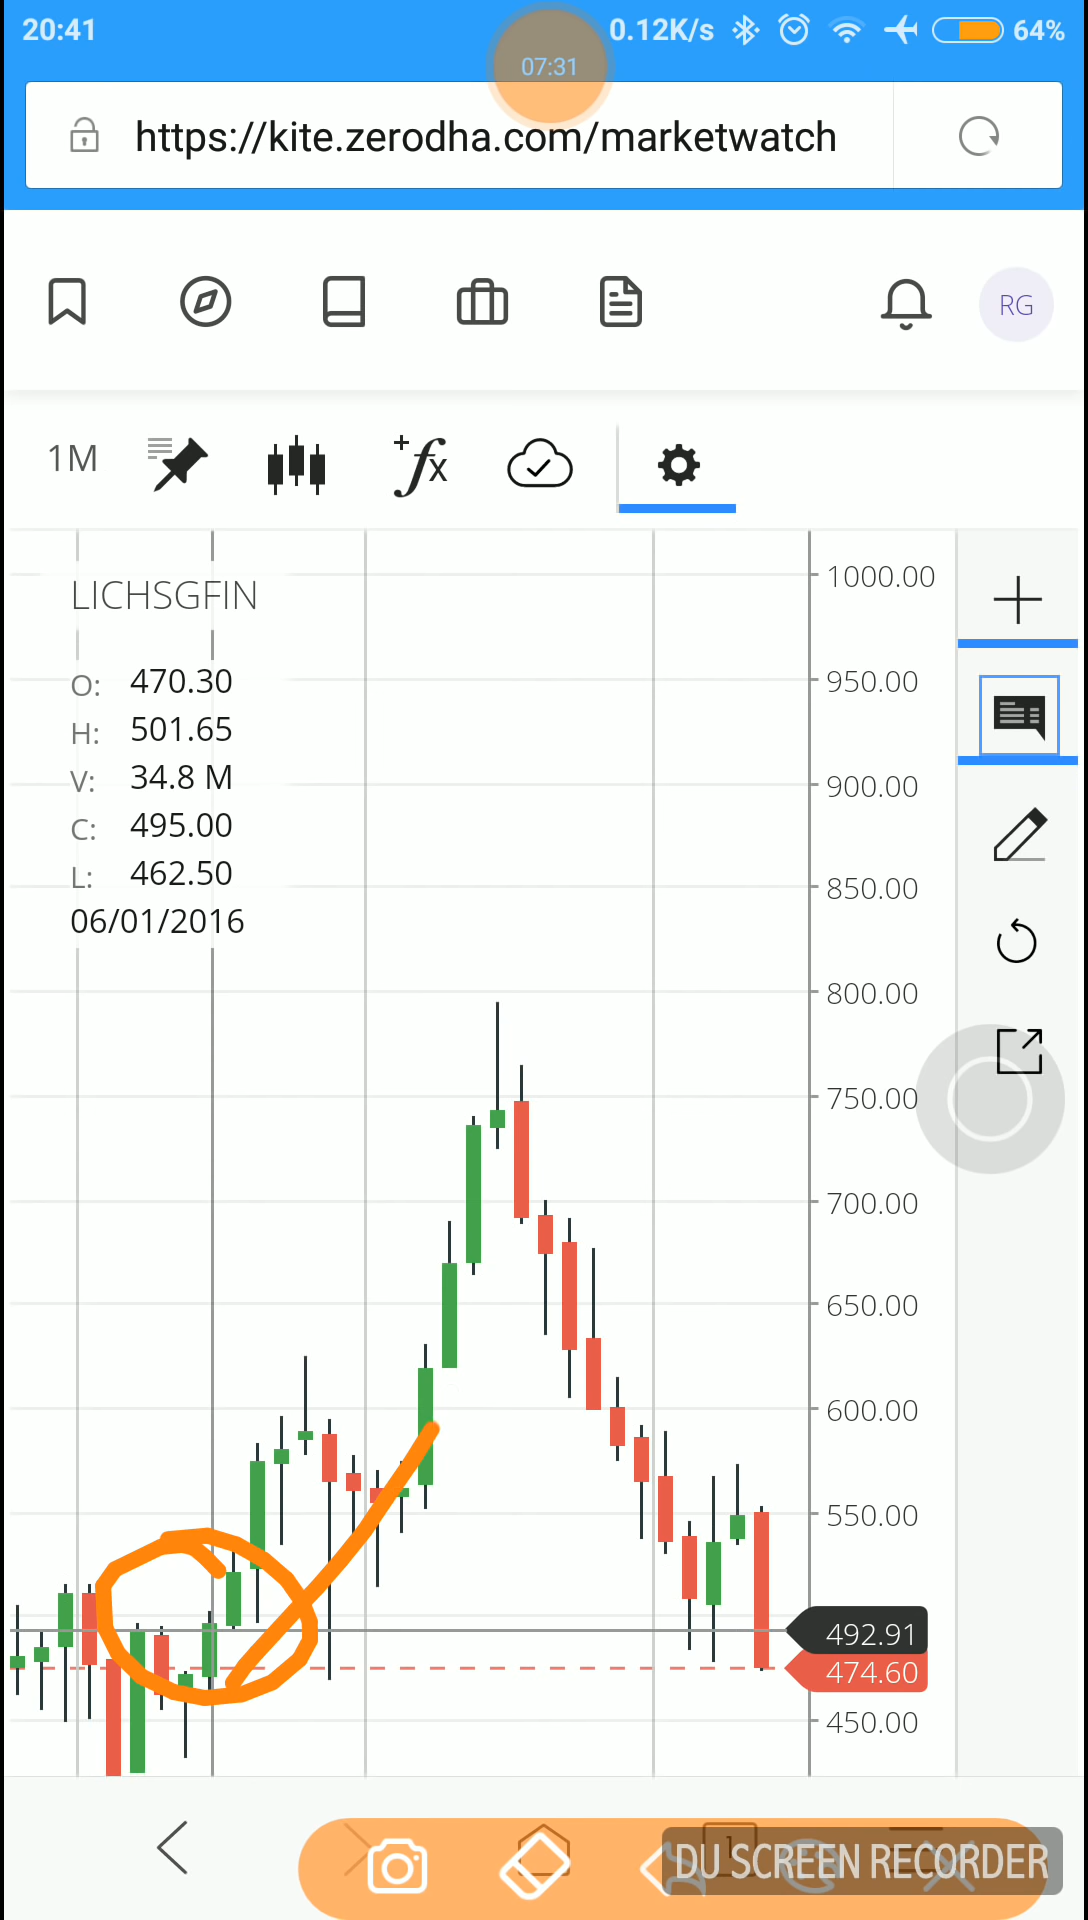 20:41
0.12K/s
64%
07:31
https://kite.zerodha.com/marketwatch
RG
1M
+fx
LICHSGFIN
O: 470.30
H: 501.65
V: 34.8 M
C: 495.00
L: 462.50
06/01/2016
1000.00
950.00
900.00
850.00
800.00
750.00
700.00
650.00
600.00
550.00
492.91
474.60
450.00
1
DU SCREEN RECORDER